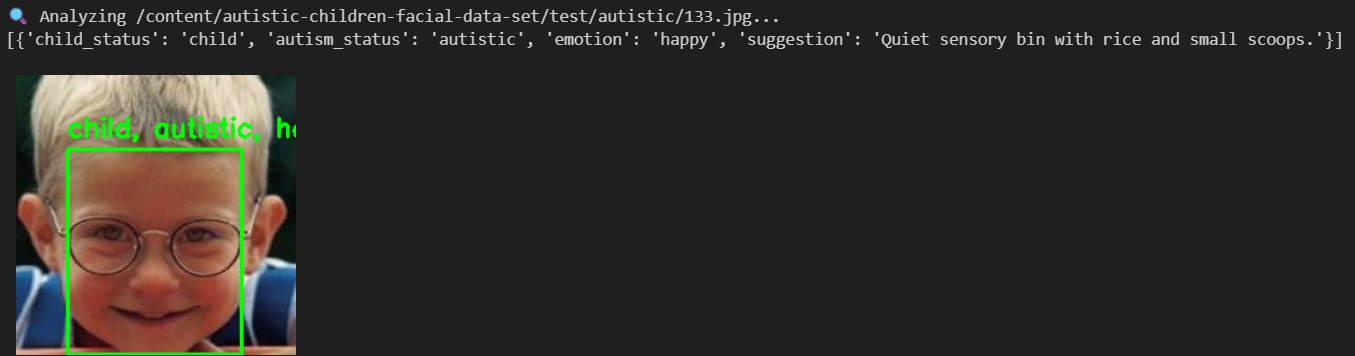 🔍 Analyzing /content/autistic-children-facial-data-set/test/autistic/133.jpg...
[{'child_status': 'child', 'autism_status': 'autistic', 'emotion': 'happy', 'suggestion': 'Quiet sensory bin with rice and small scoops.'}]
child, autistic, h